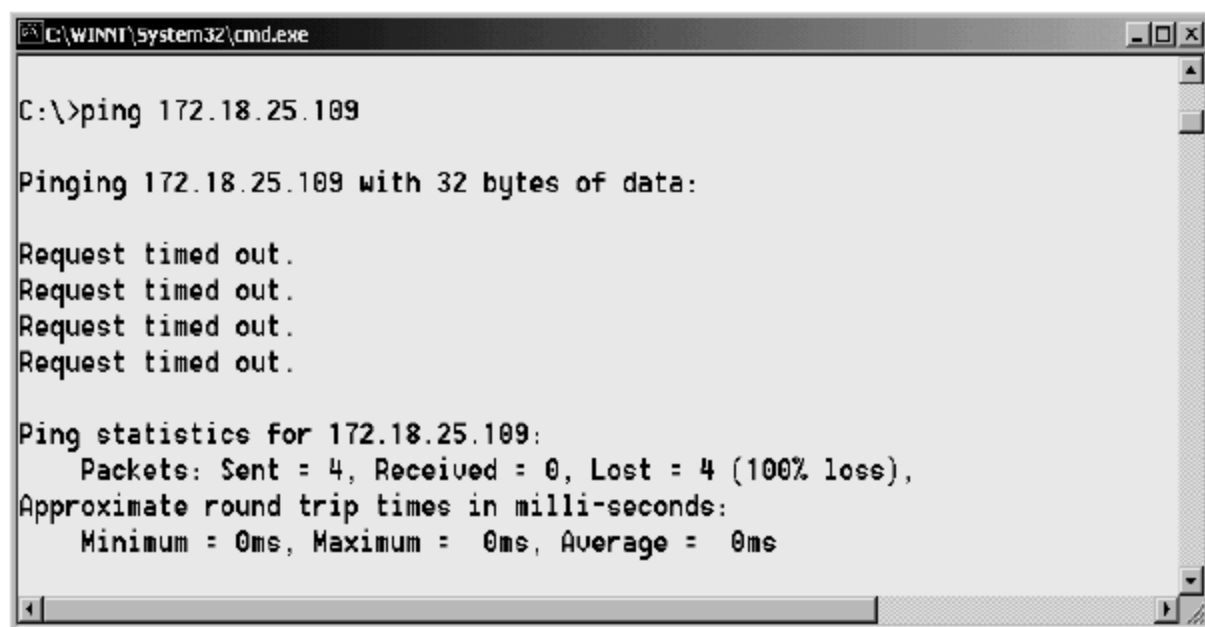 C:\WINNT\System32\cmd.exe
C:\>ping 172.18.25.109
Pinging 172.18.25.109 with 32 bytes of data:
Request timed out.
Request timed out.
Request timed out.
Request timed out.
Ping statistics for 172.18.25.109:
Packets: Sent = 4, Received = 0, Lost = 4 (100% loss),
Approximate round trip times in milli-seconds:
Minimum = 0ms, Maximum =  0ms, Average =  0ms